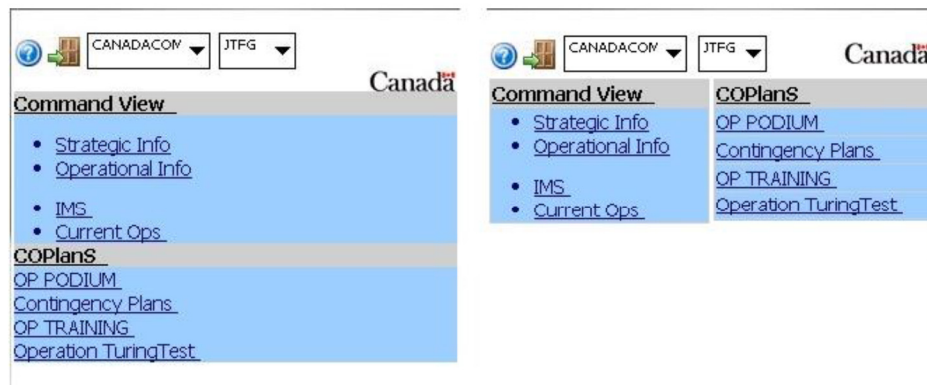 CANADACOM JTFG
Canada
Command View
Strategic Info
Operational Info
IMS
Current Ops
COPlanS
OP PODIUM
Contingency Plans
OP TRAINING
Operation TuringTest
CANADACOM JTFG
Canada
Command View
Strategic Info
Operational Info
IMS
Current Ops
COPlanS
OP PODIUM
Contingency Plans
OP TRAINING
Operation TuringTest